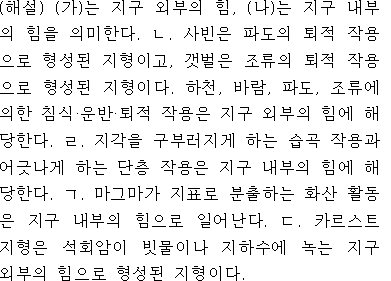 (해설) (가)는 지구 외부의 힘, (나)는 지구 내부
의 힘을 의미한다. ㄴ. 사빈은 파도의 퇴적 작용
으로 형성된 지형이고, 갯벌은 조류의 퇴적 작용
으로 형성된 지형이다. 하천, 바람, 파도, 조류에
의한 침식·운반·퇴적 작용은 지구 외부의 힘에 해
당한다. ㄹ. 지각을 구부러지게 하는 습곡 작용과
어긋나게 하는 단층 작용은 지구 내부의 힘에 해
당한다. ㄱ. 마그마가 지표로 분출하는 화산 활동
은 지구 내부의 힘으로 일어난다. ㄷ. 카르스트
지형은 석회암이 빗물이나 지하수에 녹는 지구
외부의 힘으로 형성된 지형이다.